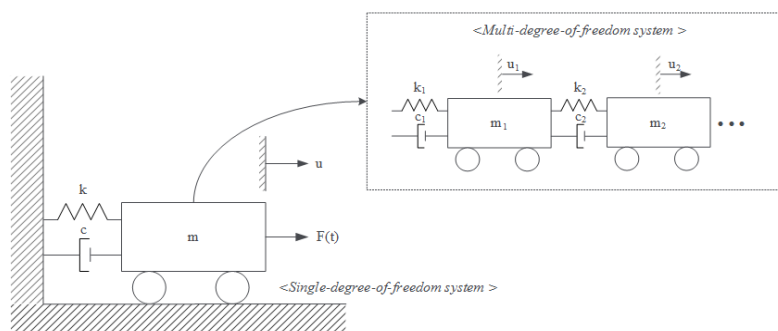 <Multi-degree-of-freedom system >
u1
u2
k1
k2
c1
c2
m1
m2
u
k
c
m
F(t)
<Single-degree-of-freedom system >